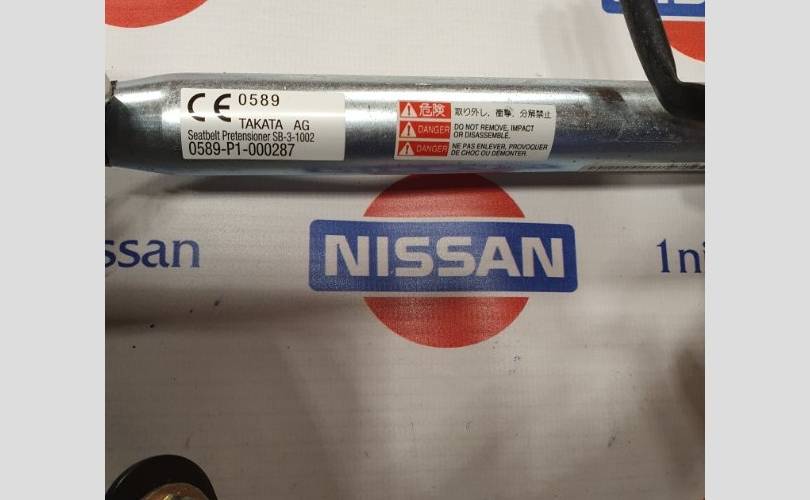 CE 0589
TAKATA AG
Seatbelt Pretensioner SB-3-1002
0589-P1-000287
危険 取り外し、衝撃、分解禁止
DANGER DO NOT REMOVE, IMPACT
OR DISASSEMBLE.
DANGER NE PAS ENLEVER, PROVOQUER
DE CHOC OU DEMONTER.
ssan
NISSAN
1ni